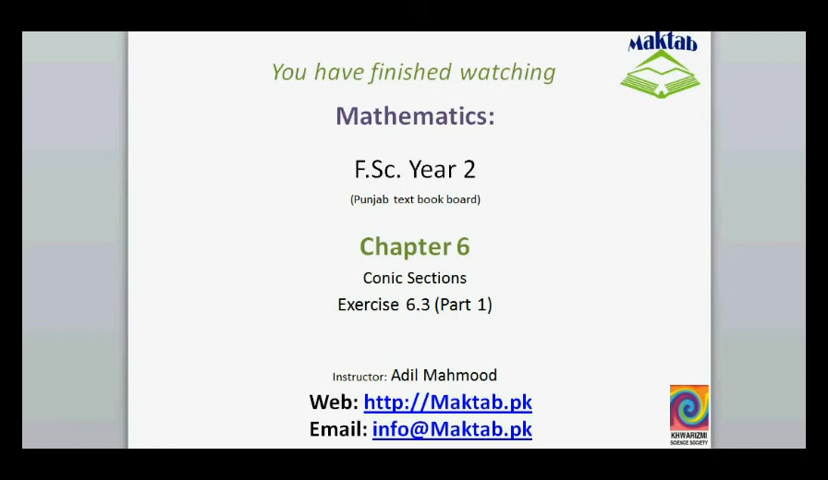 Maktab
You have finished watching
Mathematics:
F.Sc. Year 2
(Punjab text book board)
Chapter 6
Conic Sections
Exercise 6.3 (Part 1)
Instructor: Adil Mahmood
Web: http://Maktab.pk
Email: info@Maktab.pk
KHWARIZMI
SCIENCE SOCIETY